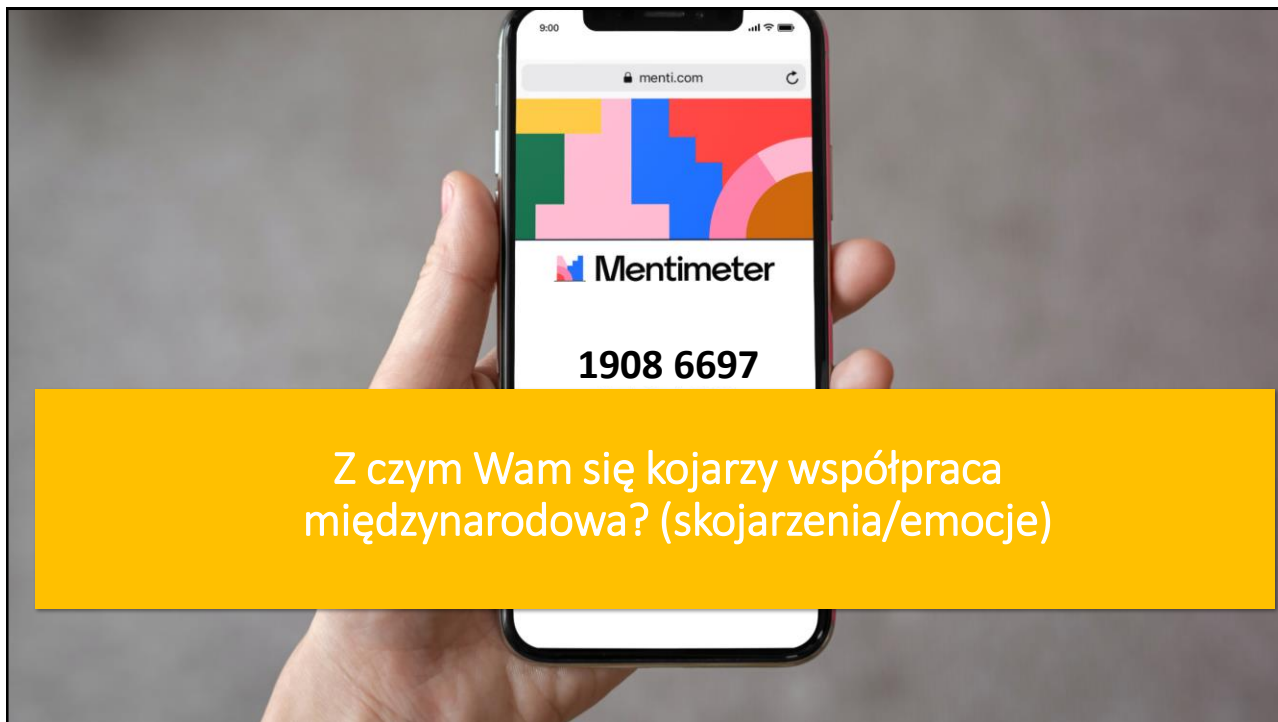 9:00
menti.com
Mentimeter
1908 6697
Z czym Wam się kojarzy współpraca
międzynarodowa? (skojarzenia/emocje)